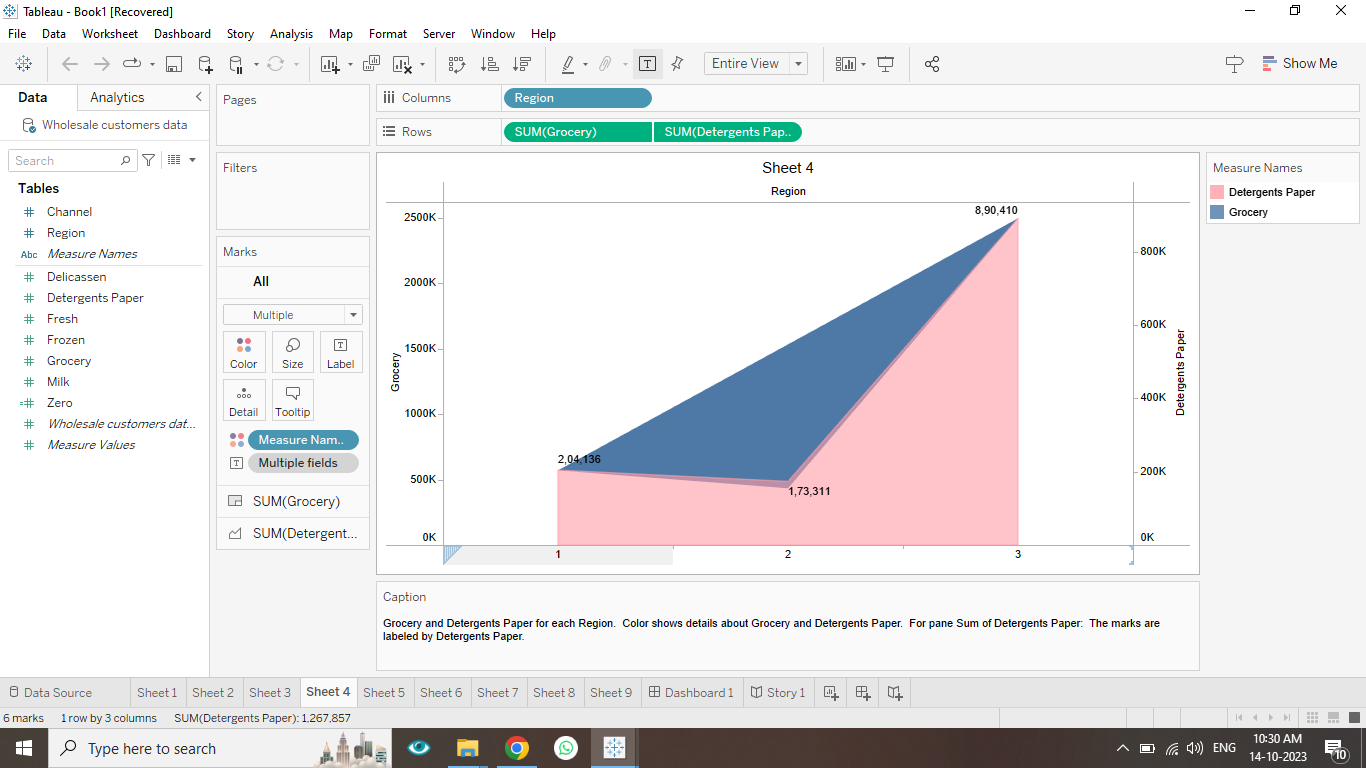 Tableau - Book1 [Recovered]
File Data Worksheet Dashboard Story Analysis Map Format Server Window Help
Entire View
Show Me
Data Analytics
Wholesale customers data
Search
Tables
Channel
Region
Abc Measure Names
Delicassen
Detergents Paper
Fresh
Frozen
Grocery
Milk
Zero
Wholesale customers dat...
Measure Values
Pages
Filters
Marks
All
Multiple
Color Size Label
Detail Tooltip
Measure Nam..
Multiple fields
SUM(Grocery)
SUM(Detergent...
Columns Region
Rows SUM(Grocery) SUM(Detergents Pap..
Sheet 4
Region
2500K
2000K
1500K
1000K
500K
0K
Grocery
8,90,410
2,04,136
1,73,311
1 2 3
800K
600K
400K
200K
0K
Detergents Paper
Measure Names
Detergents Paper
Grocery
Caption
Grocery and Detergents Paper for each Region. Color shows details about Grocery and Detergents Paper. For pane Sum of Detergents Paper: The marks are
labeled by Detergents Paper.
Data Source Sheet 1 Sheet 2 Sheet 3 Sheet 4 Sheet 5 Sheet 6 Sheet 7 Sheet 8 Sheet 9 Dashboard 1 Story 1
6 marks 1 row by 3 columns SUM(Detergents Paper): 1,267,857
Type here to search
ENG
10:30 AM
14-10-2023
10